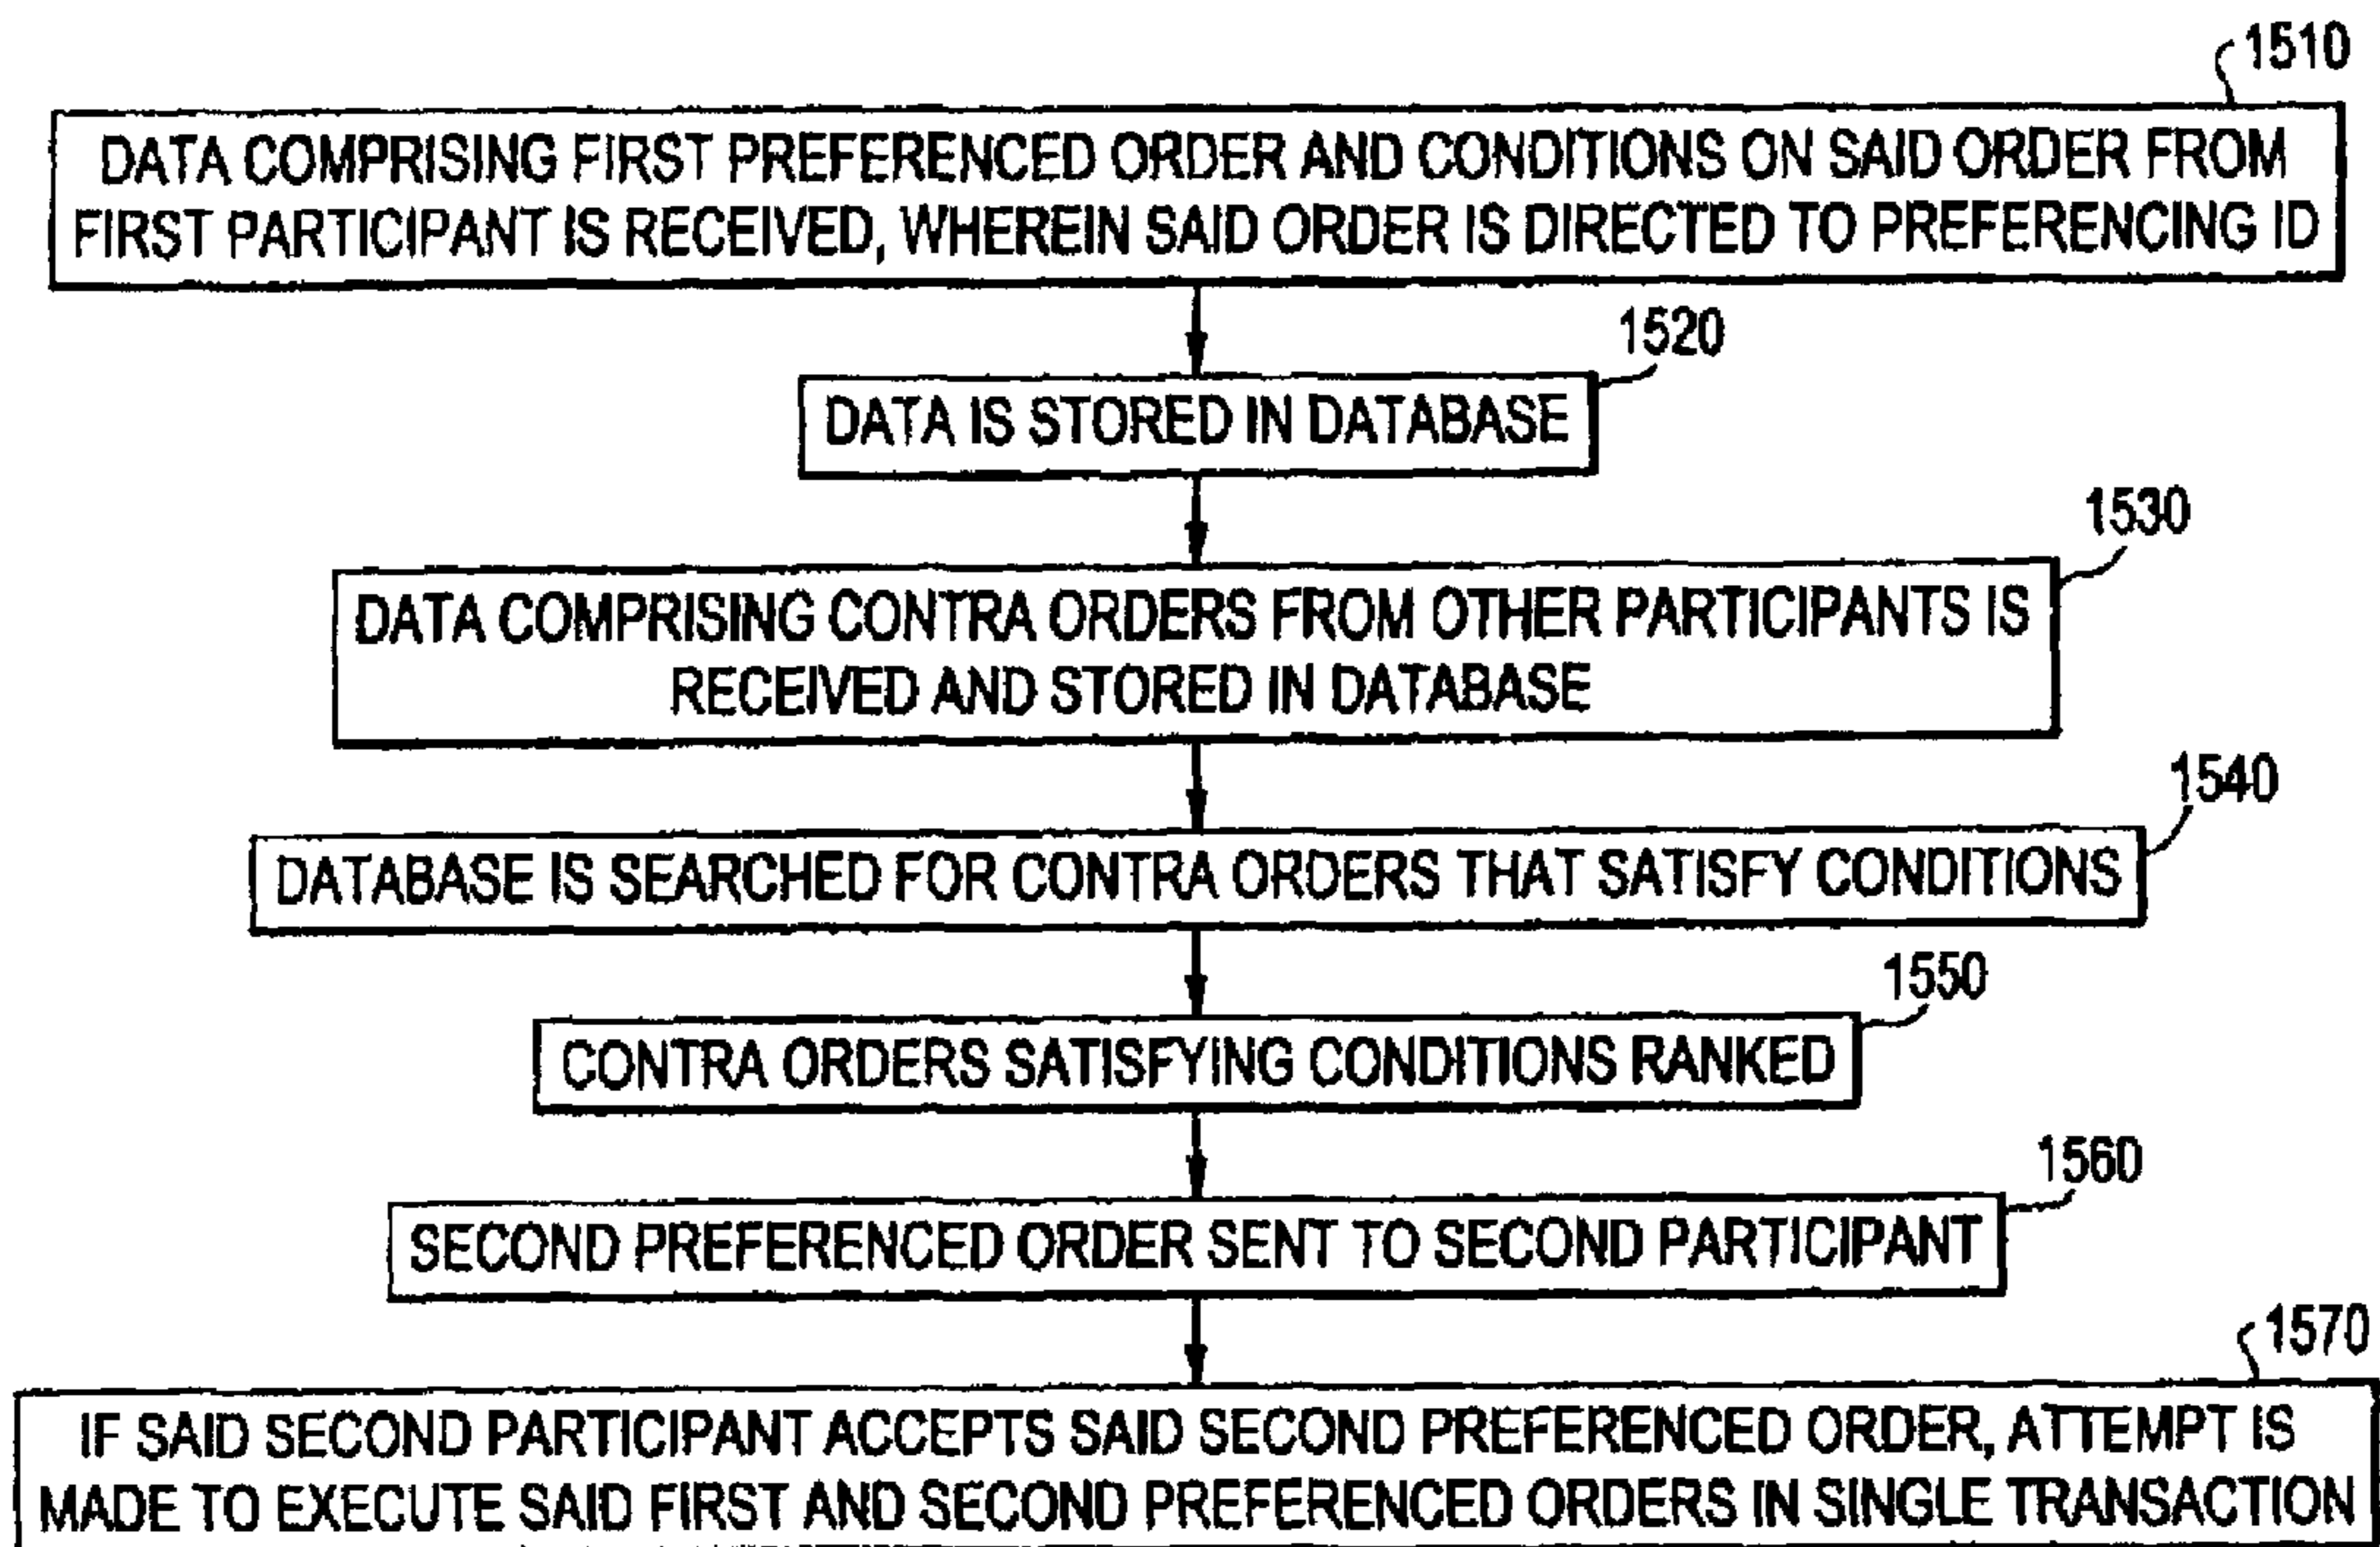 1510
DATA COMPRISING FIRST PREFERENCED ORDER AND CONDITIONS ON SAID ORDER FROM
FIRST PARTICIPANT IS RECEIVED, WHEREIN SAID ORDER IS DIRECTED TO PREFERENCING ID
1520
DATA IS STORED IN DATABASE
1530
DATA COMPRISING CONTRA ORDERS FROM OTHER PARTICIPANTS IS
RECEIVED AND STORED IN DATABASE
1540
DATABASE IS SEARCHED FOR CONTRA ORDERS THAT SATISFY CONDITIONS
1550
CONTRA ORDERS SATISFYING CONDITIONS RANKED
1560
SECOND PREFERENCED ORDER SENT TO SECOND PARTICIPANT
1570
IF SAID SECOND PARTICIPANT ACCEPTS SAID SECOND PREFERENCED ORDER, ATTEMPT IS
MADE TO EXECUTE SAID FIRST AND SECOND PREFERENCED ORDERS IN SINGLE TRANSACTION